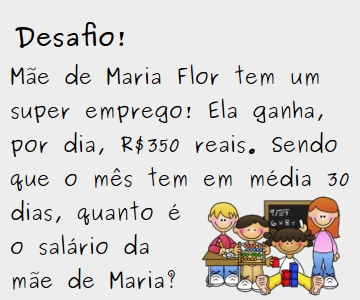 Desafio!
Mãe de Maria Flor tem um
super emprego! Ela ganha,
por dia, R$350 reais. Sendo
que o mês tem em média 30
dias, quanto é
o salário da
mãe de Maria?